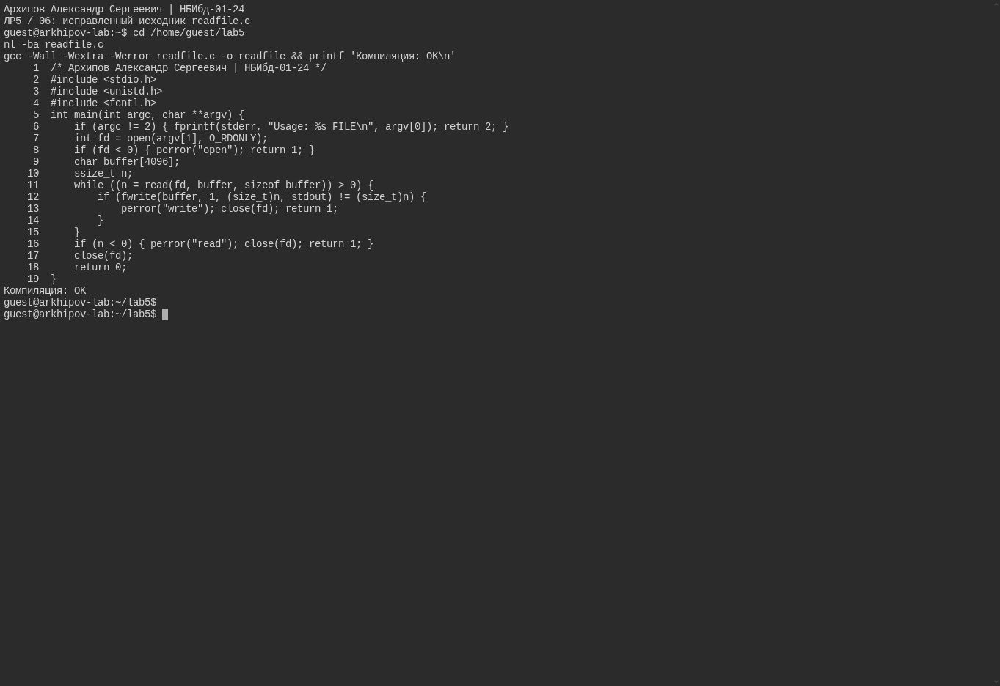 Архипов Александр Сергеевич | НБИбд-01-24
ЛР5 / 06: исправленный исходник readfile.c
guest@arkhipov-lab:~$ cd /home/guest/lab5
nl -ba readfile.c
gcc -Wall -Wextra -Werror readfile.c -o readfile && printf 'Компиляция: OK\n'
     1  /* Архипов Александр Сергеевич | НБИбд-01-24 */
     2  #include <stdio.h>
     3  #include <unistd.h>
     4  #include <fcntl.h>
     5  int main(int argc, char **argv) {
     6      if (argc != 2) { fprintf(stderr, "Usage: %s FILE\n", argv[0]); return 2; }
     7      int fd = open(argv[1], O_RDONLY);
     8      if (fd < 0) { perror("open"); return 1; }
     9      char buffer[4096];
    10      ssize_t n;
    11      while ((n = read(fd, buffer, sizeof buffer)) > 0) {
    12          if (fwrite(buffer, 1, (size_t)n, stdout) != (size_t)n) {
    13              perror("write"); close(fd); return 1;
    14          }
    15      }
    16      if (n < 0) { perror("read"); close(fd); return 1; }
    17      close(fd);
    18      return 0;
    19  }
Компиляция: OK
guest@arkhipov-lab:~/lab5$
guest@arkhipov-lab:~/lab5$